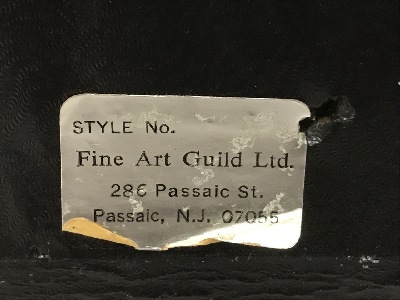 STYLE No.
Fine Art Guild Ltd.
286 Passaic St.
Passaic, N.J. 07055